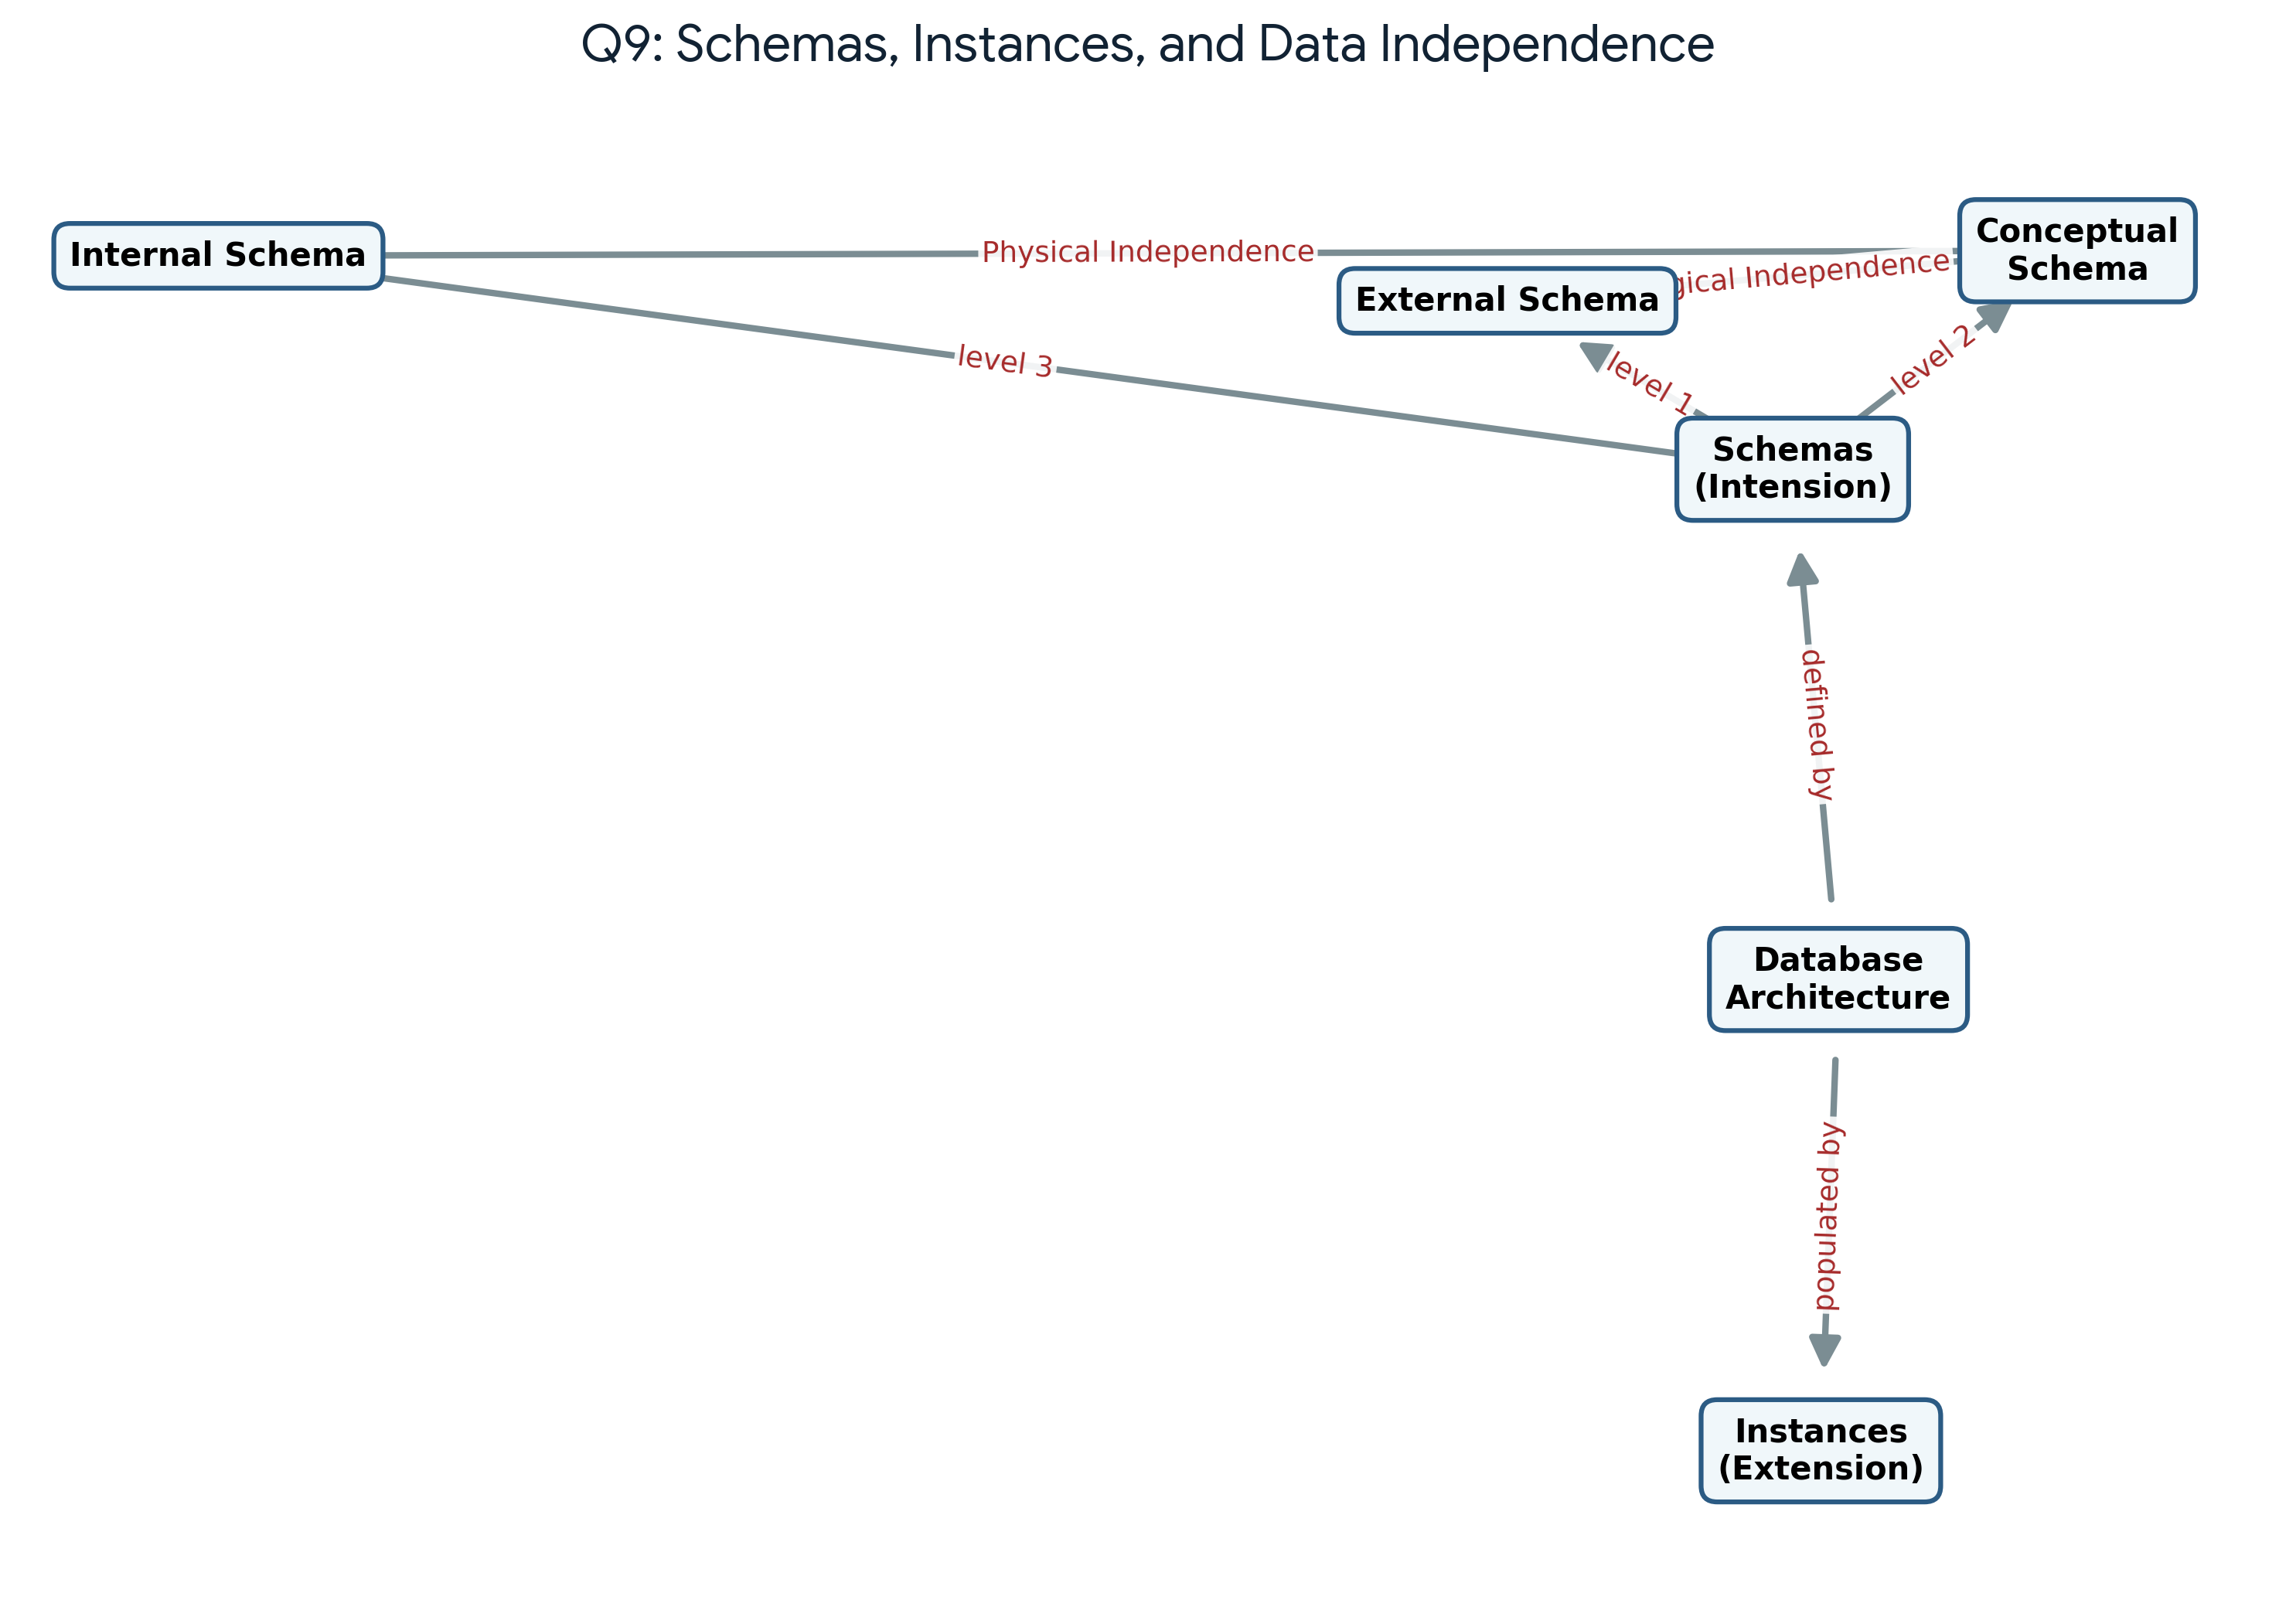 Q9: Schemas, Instances, and Data Independence
Internal Schema
Physical Independence
Conceptual
Schema
External Schema
Independence
level 3
level 1
level 2
Schemas
(Intension)
defined by
Database
Architecture
populated by
Instances
(Extension)